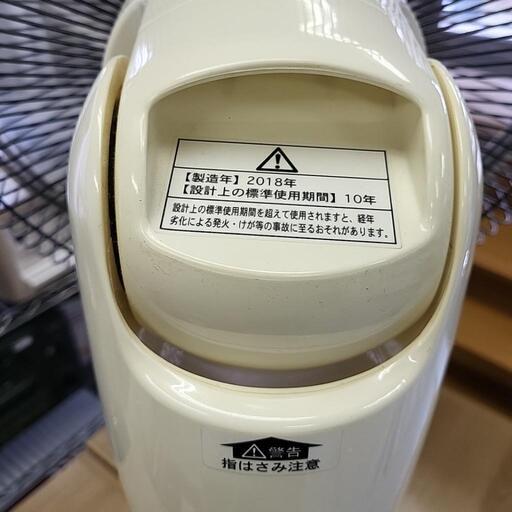 【製造年】2018年
【設計上の標準使用期間】10年
設計上の標準使用期間を超えて使用されますと、経年
劣化による発火・けが等の事故に至るおそれがあります。
警告
指はさみ注意